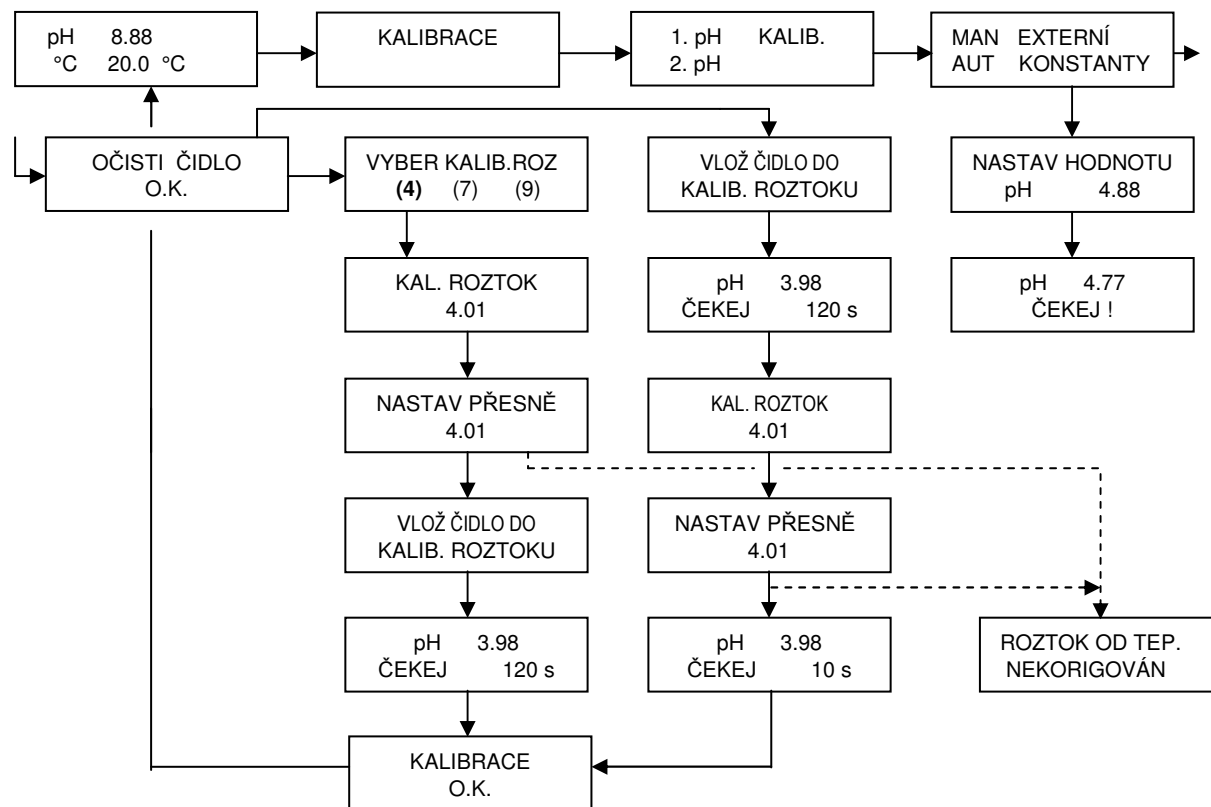 pH 8.88
°C 20.0 °C
KALIBRACE
1. pH KALIB.
2. pH
MAN EXTERNÍ
AUT KONSTANTY
OČISTI ČIDLO
O.K.
VYBER KALIB.ROZ
(4) (7) (9)
VLOŽ ČIDLO DO
KALIB. ROZTOKU
NASTAV HODNOTU
pH 4.88
KAL. ROZTOK
4.01
pH 3.98
ČEKEJ 120 s
pH 4.77
ČEKEJ !
NASTAV PŘESNĚ
4.01
KAL. ROZTOK
4.01
VLOŽ ČIDLO DO
KALIB. ROZTOKU
NASTAV PŘESNĚ
4.01
pH 3.98
ČEKEJ 120 s
pH 3.98
ČEKEJ 10 s
ROZTOK OD TEP.
NEKORIGOVÁN
KALIBRACE
O.K.